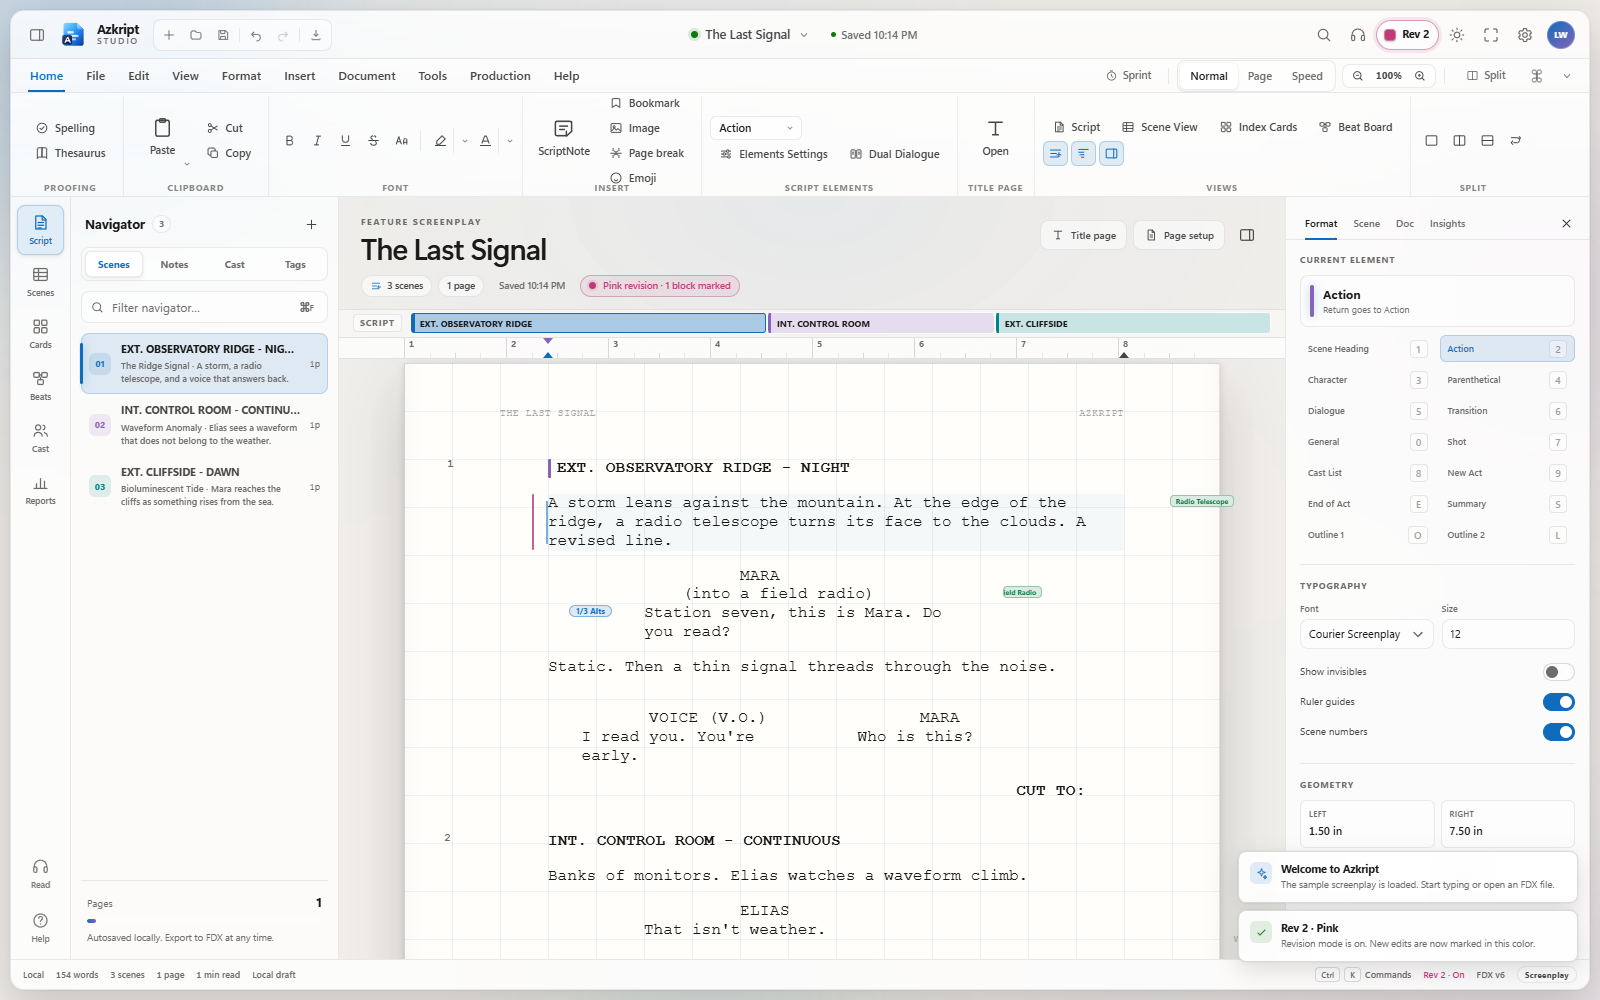 Azkript
STUDIO
The Last Signal
Saved 10:14 PM
Rev 2
LW
Home File Edit View Format Insert Document Tools Production Help
Sprint Normal Page Speed 100% Split
Spelling
Thesaurus
PROOFING
Paste
Cut
Copy
CLIPBOARD
B I U S Aa A
FONT
ScriptNote
Bookmark
Image
Page break
Emoji
INSERT
Action
Elements Settings Dual Dialogue
SCRIPT ELEMENTS
Open
TITLE PAGE
Script Scene View Index Cards Beat Board
VIEWS
SPLIT
Script
Scenes
Cards
Beats
Cast
Reports
Read
Help
Navigator 3
Scenes Notes Cast Tags
Filter navigator... ⌘F
01
EXT. OBSERVATORY RIDGE - NIG...
The Ridge Signal · A storm, a radio
telescope, and a voice that answers back.
1p
02
INT. CONTROL ROOM - CONTINU...
Waveform Anomaly · Elias sees a waveform
that does not belong to the weather.
1p
03
EXT. CLIFFSIDE - DAWN
Bioluminescent Tide · Mara reaches the
cliffs as something rises from the sea.
1p
Pages 1
Autosaved locally. Export to FDX at any time.
FEATURE SCREENPLAY
The Last Signal
3 scenes 1 page Saved 10:14 PM Pink revision · 1 block marked
Title page Page setup
SCRIPT EXT. OBSERVATORY RIDGE INT. CONTROL ROOM EXT. CLIFFSIDE
1 2 3 4 5 6 7 8
THE LAST SIGNAL AZKRIPT
1 EXT. OBSERVATORY RIDGE - NIGHT
A storm leans against the mountain. At the edge of the
ridge, a radio telescope turns its face to the clouds. A
revised line.
Radio Telescope
MARA
(into a field radio)
ield Radio
1/3 Alts
Station seven, this is Mara. Do
you read?
Static. Then a thin signal threads through the noise.
VOICE (V.O.)
I read you. You're
early.
MARA
Who is this?
CUT TO:
2 INT. CONTROL ROOM - CONTINUOUS
Banks of monitors. Elias watches a waveform climb.
ELIAS
That isn't weather.
Format Scene Doc Insights
CURRENT ELEMENT
Action
Return goes to Action
Scene Heading 1 Action 2
Character 3 Parenthetical 4
Dialogue 5 Transition 6
General 0 Shot 7
Cast List 8 New Act 9
End of Act E Summary S
Outline 1 O Outline 2 L
TYPOGRAPHY
Font Size
Courier Screenplay 12
Show invisibles
Ruler guides
Scene numbers
GEOMETRY
LEFT
1.50 in
RIGHT
7.50 in
Welcome to Azkript
The sample screenplay is loaded. Start typing or open an FDX file.
Rev 2 · Pink
Revision mode is on. New edits are now marked in this color.
Local 154 words 3 scenes 1 page 1 min read Local draft
Ctrl K Commands Rev 2 · On FDX v6 Screenplay